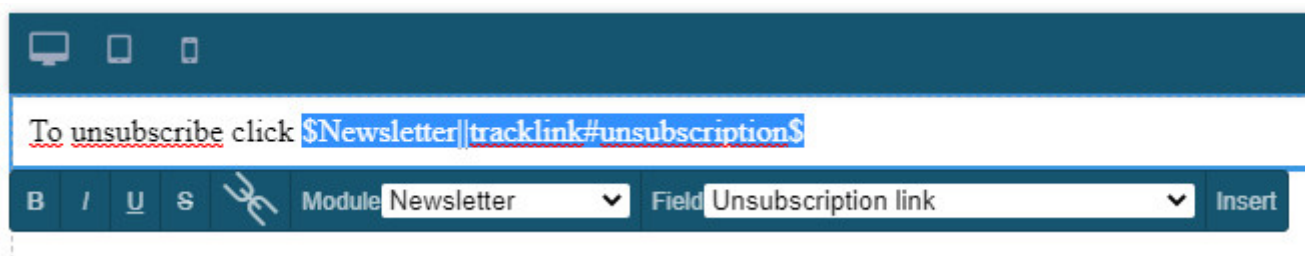 To unsubscribe click $Newsletter||tracklink#unsubscription$
B I U S Module Newsletter Field Unsubscription link Insert